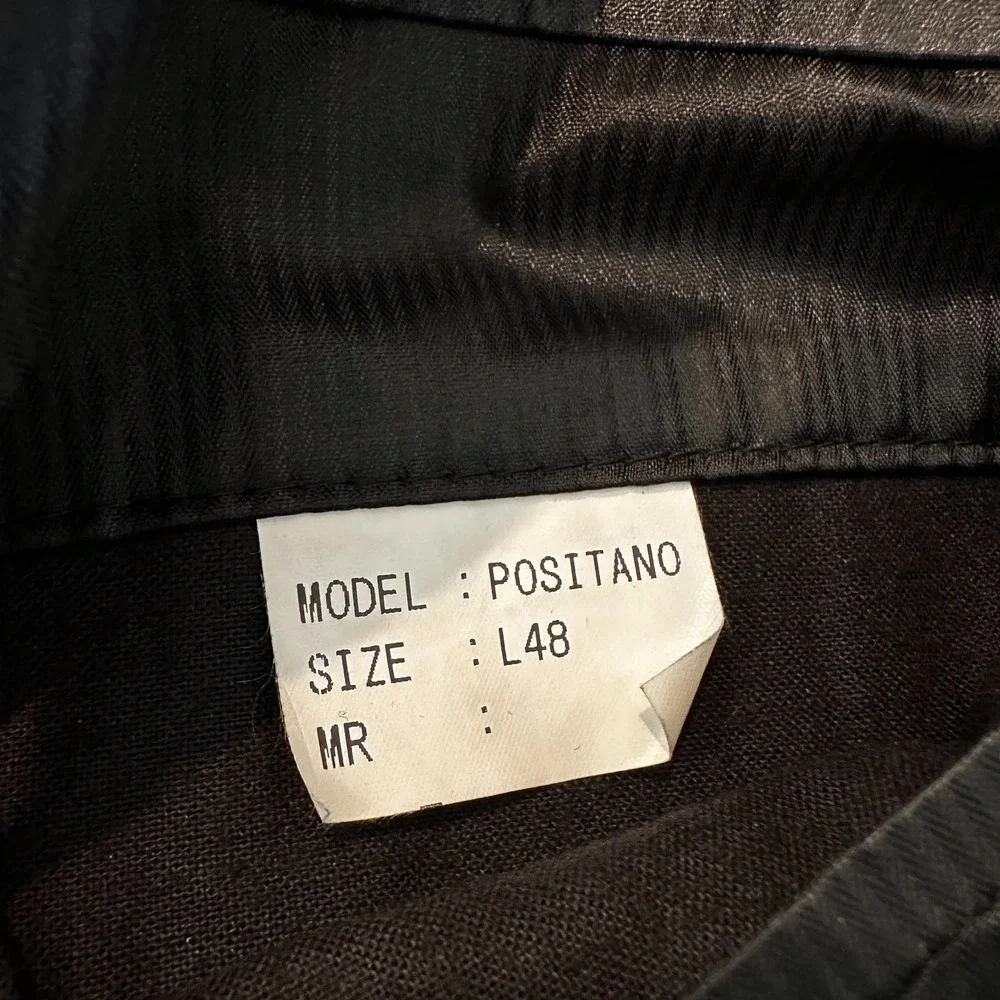 MODEL : POSITANO
SIZE : L48
MR :